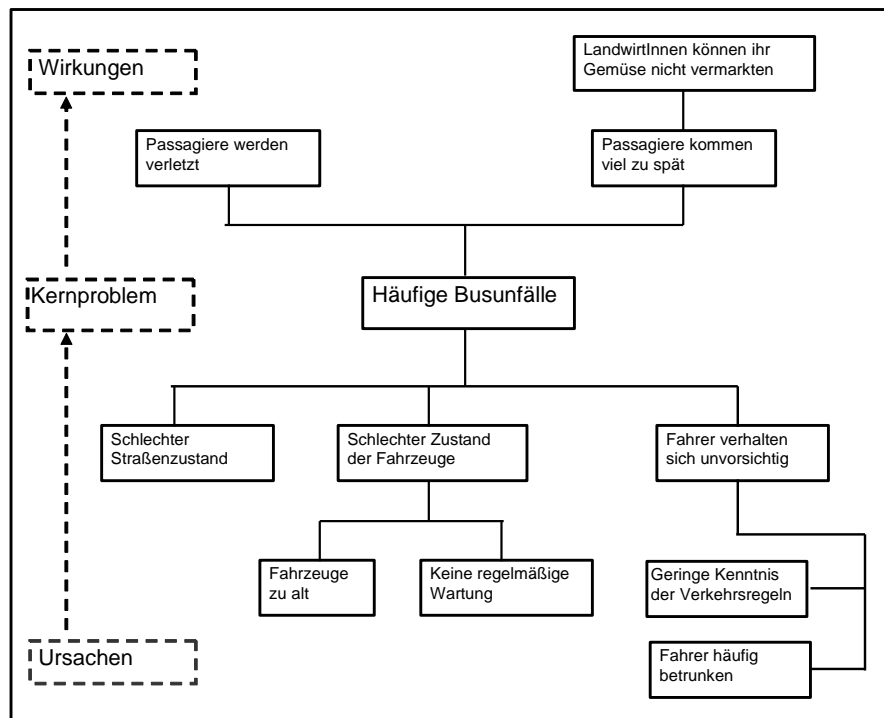 Wirkungen
LandwirtInnen können ihr
Gemüse nicht vermarkten
Passagiere werden
verletzt
Passagiere kommen
viel zu spät
Kernproblem
Häufige Busunfälle
Schlechter
Straßenzustand
Schlechter Zustand
der Fahrzeuge
Fahrer verhalten
sich unvorsichtig
Fahrzeuge
zu alt
Keine regelmäßige
Wartung
Geringe Kenntnis
der Verkehrsregeln
Ursachen
Fahrer häufig
betrunken